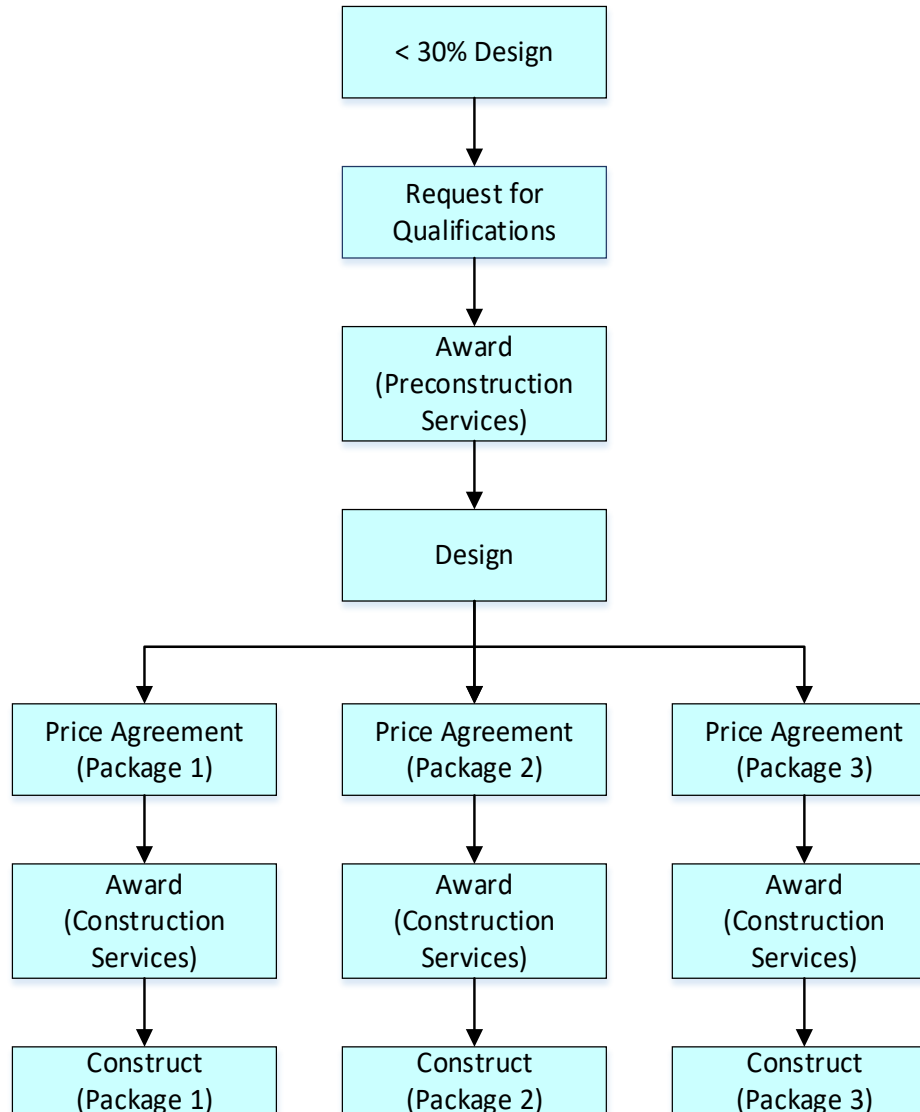 < 30% Design
Request for
Qualifications
Award
(Preconstruction
Services)
Design
Price Agreement
(Package 1)
Price Agreement
(Package 2)
Price Agreement
(Package 3)
Award
(Construction
Services)
Award
(Construction
Services)
Award
(Construction
Services)
Construct
(Package 1)
Construct
(Package 2)
Construct
(Package 3)